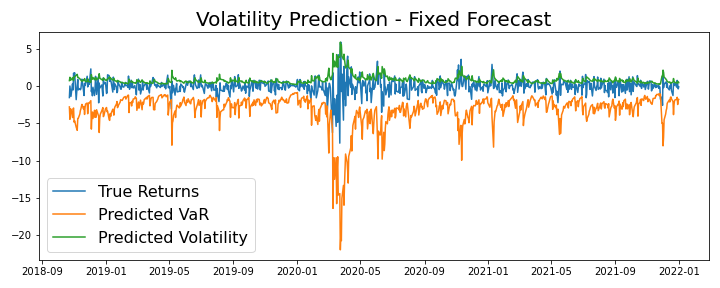 Volatility Prediction - Fixed Forecast
5
0
−5
−10
−15
−20
True Returns
Predicted VaR
Predicted Volatility
2018-09 2019-01 2019-05 2019-09 2020-01 2020-05 2020-09 2021-01 2021-05 2021-09 2022-01